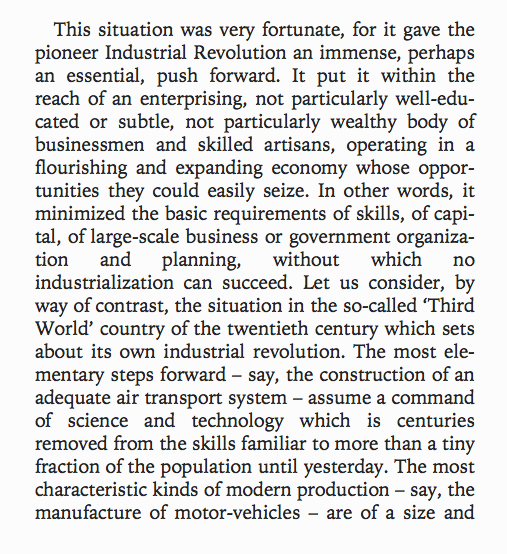 This situation was very fortunate, for it gave the
pioneer Industrial Revolution an immense, perhaps
an essential, push forward. It put it within the
reach of an enterprising, not particularly well-edu-
cated or subtle, not particularly wealthy body of
businessmen and skilled artisans, operating in a
flourishing and expanding economy whose oppor-
tunities they could easily seize. In other words, it
minimized the basic requirements of skills, of capi-
tal, of large-scale business or government organiza-
tion and planning, without which no
industrialization can succeed. Let us consider, by
way of contrast, the situation in the so-called ‘Third
World’ country of the twentieth century which sets
about its own industrial revolution. The most ele-
mentary steps forward – say, the construction of an
adequate air transport system – assume a command
of science and technology which is centuries
removed from the skills familiar to more than a tiny
fraction of the population until yesterday. The most
characteristic kinds of modern production – say, the
manufacture of motor-vehicles – are of a size and